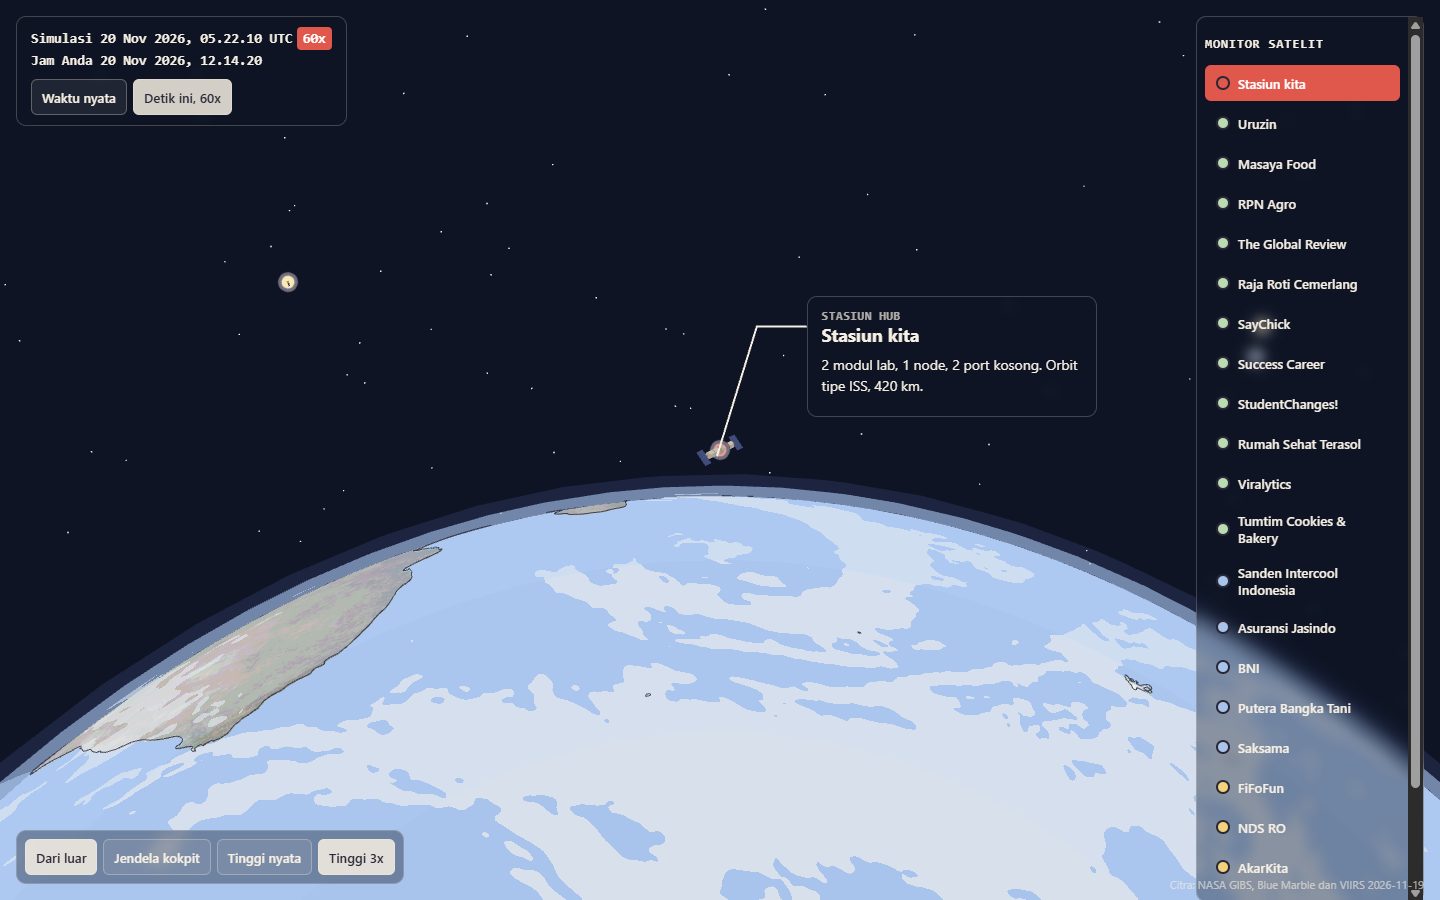 Simulasi 20 Nov 2026, 05.22.10 UTC 60x
Jam Anda 20 Nov 2026, 12.14.20
Waktu nyata
Detik ini, 60x
STASIUN HUB
Stasiun kita
2 modul lab, 1 node, 2 port kosong. Orbit
tipe ISS, 420 km.
MONITOR SATELIT
Stasiun kita
Uruzin
Masaya Food
RPN Agro
The Global Review
Raja Roti Cemerlang
SayChick
Success Career
StudentChanges!
Rumah Sehat Terasol
Viralytics
Tumtim Cookies &
Bakery
Sanden Intercool
Indonesia
Asuransi Jasindo
BNI
Putera Bangka Tani
Saksama
FiFoFun
NDS RO
AkarKita
Dari luar
Jendela kokpit
Tinggi nyata
Tinggi 3x
Citra: NASA GIBS, Blue Marble dan VIIRS 2026-11-19